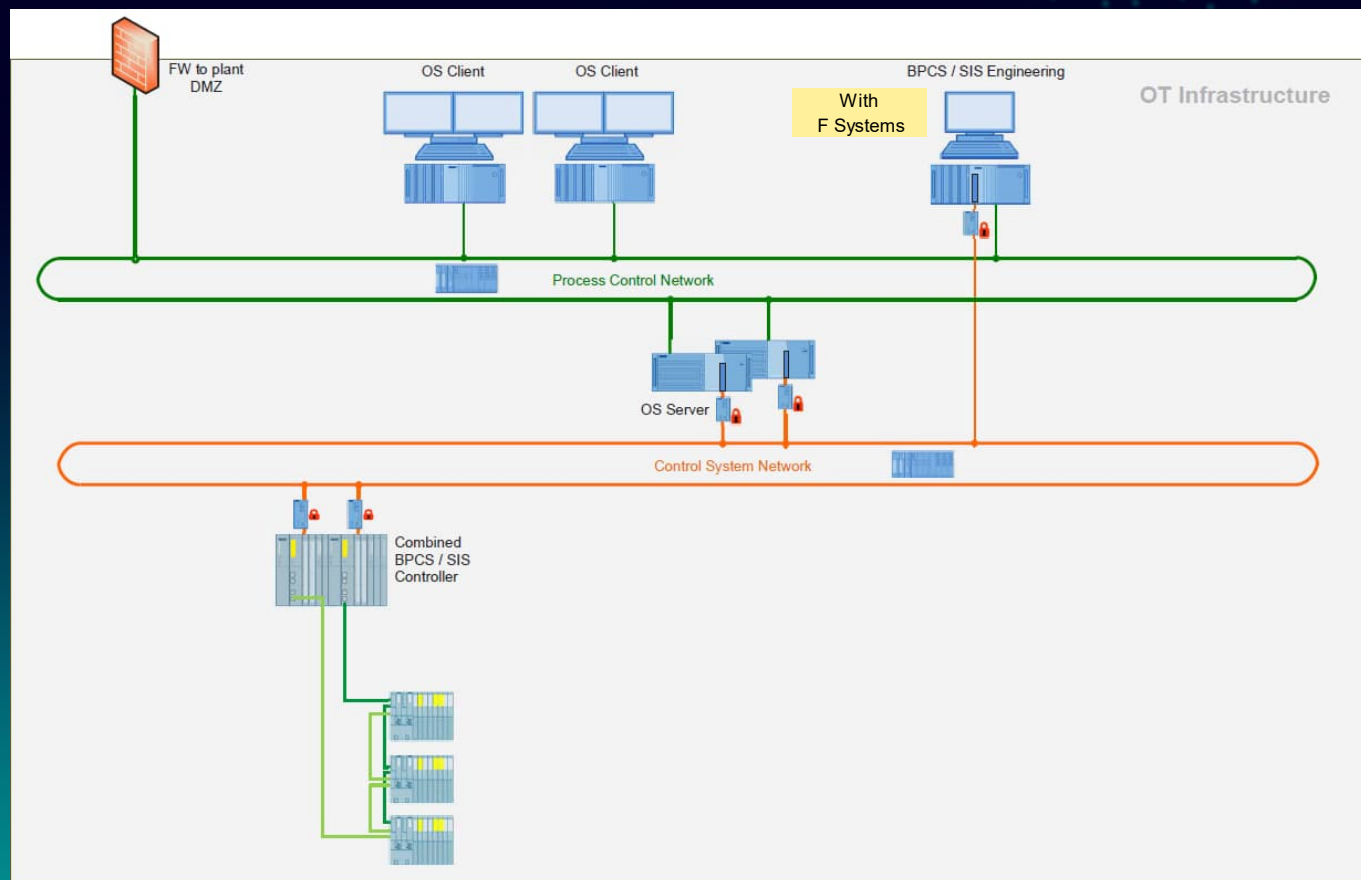 FW to plant
DMZ
OS Client
OS Client
BPCS / SIS Engineering
With
F Systems
OT Infrastructure
Process Control Network
OS Server
Control System Network
Combined
BPCS / SIS
Controller